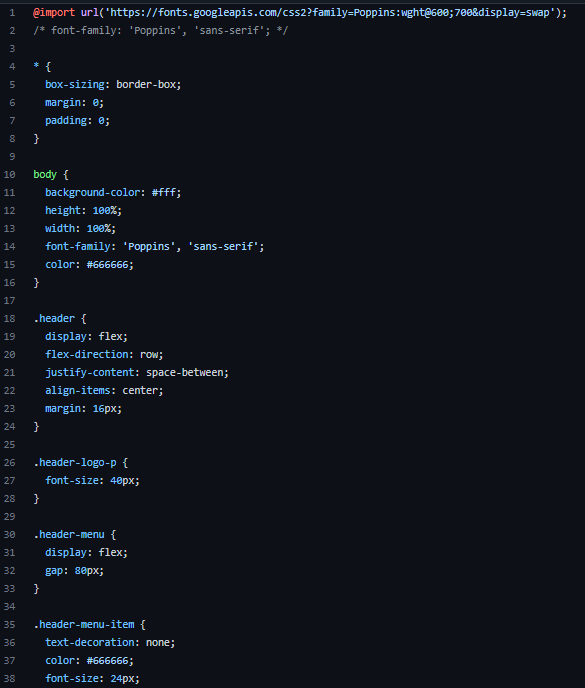 1 @import url('https://fonts.googleapis.com/css2?family=Poppins:wght@600;700&display=swap');
2 /* font-family: 'Poppins', 'sans-serif'; */
3
4 * {
5   box-sizing: border-box;
6   margin: 0;
7   padding: 0;
8 }
9
10 body {
11   background-color: #fff;
12   height: 100%;
13   width: 100%;
14   font-family: 'Poppins', 'sans-serif';
15   color: #666666;
16 }
17
18 .header {
19   display: flex;
20   flex-direction: row;
21   justify-content: space-between;
22   align-items: center;
23   margin: 16px;
24 }
25
26 .header-logo-p {
27   font-size: 40px;
28 }
29
30 .header-menu {
31   display: flex;
32   gap: 80px;
33 }
34
35 .header-menu-item {
36   text-decoration: none;
37   color: #666666;
38   font-size: 24px;